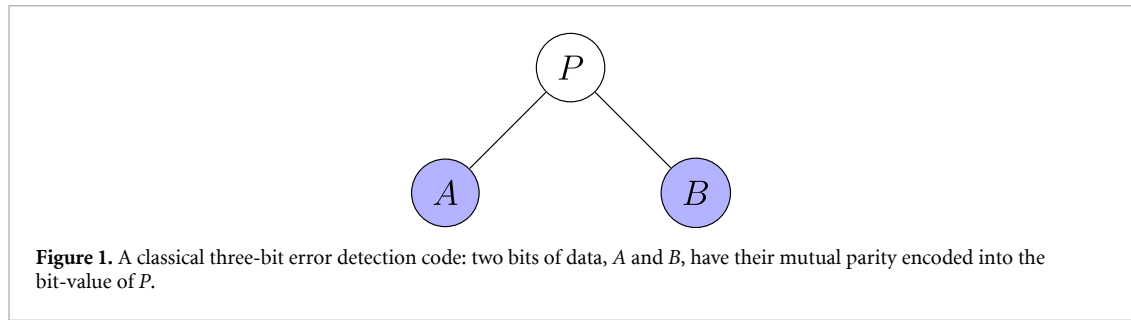 P
A
B
Figure 1. A classical three-bit error detection code: two bits of data, A and B, have their mutual parity encoded into the
bit-value of P.